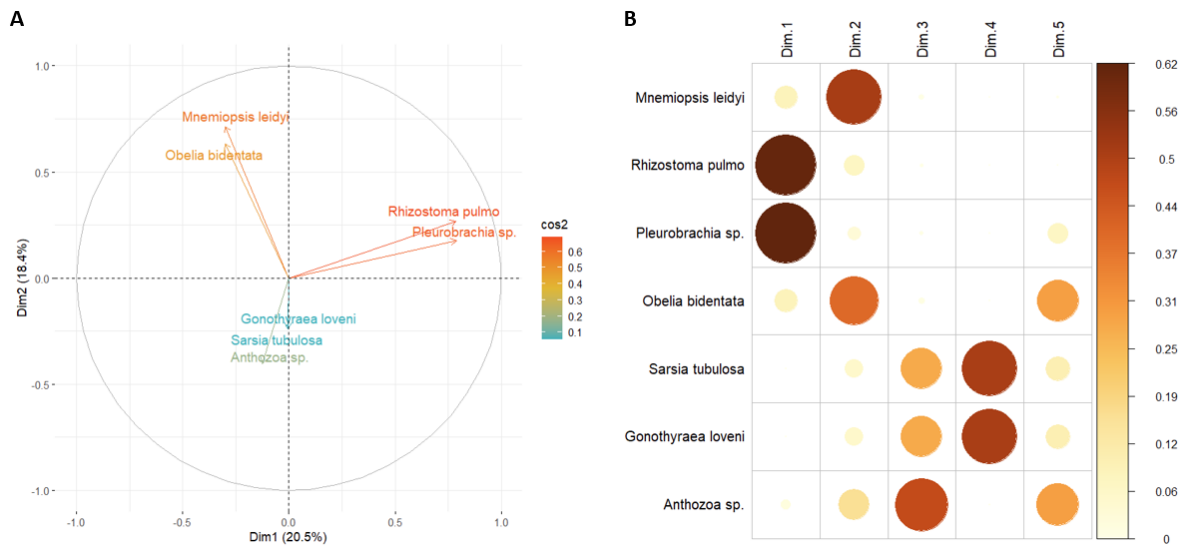 A
1.0
0.5
0.0
-0.5
-1.0
Dim2 (18.4%)
Mnemiopsis leidyi
Obelia bidentata
Rhizostoma pulmo
Pleurobrachia sp.
Gonothyraea loveni
Sarsia tubulosa
Anthozoa sp.
-1.0
-0.5
0.0
0.5
1.0
Dim1 (20.5%)
cos2
0.6
0.5
0.4
0.3
0.2
0.1
B
Dim.1
Dim.2
Dim.3
Dim.4
Dim.5
Mnemiopsis leidyi
Rhizostoma pulmo
Pleurobrachia sp.
Obelia bidentata
Sarsia tubulosa
Gonothyraea loveni
Anthozoa sp.
0.62
0.56
0.5
0.44
0.37
0.31
0.25
0.19
0.12
0.06
0